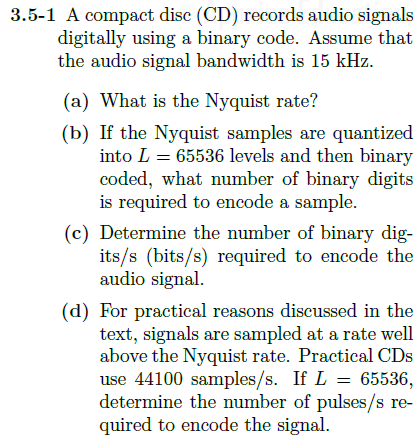 3.5-1 A compact disc (CD) records audio signals
digitally using a binary code. Assume that
the audio signal bandwidth is 15 kHz.
(a) What is the Nyquist rate?
(b) If the Nyquist samples are quantized
into L = 65536 levels and then binary
coded, what number of binary digits
is required to encode a sample.
(c) Determine the number of binary dig-
its/s (bits/s) required to encode the
audio signal.
(d) For practical reasons discussed in the
text, signals are sampled at a rate well
above the Nyquist rate. Practical CDs
use 44100 samples/s. If L = 65536,
determine the number of pulses/s re-
quired to encode the signal.